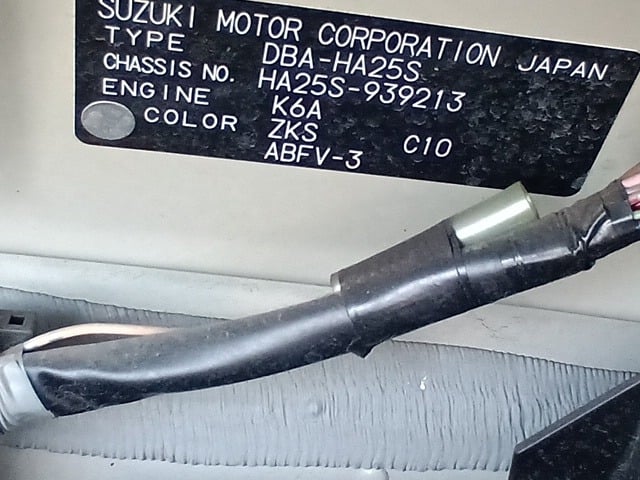 SUZUKI MOTOR CORPORATION JAPAN
TYPE DBA-HA25S
CHASSIS NO. HA25S-939213
ENGINE K6A
COLOR ZKS C10
ABFV-3